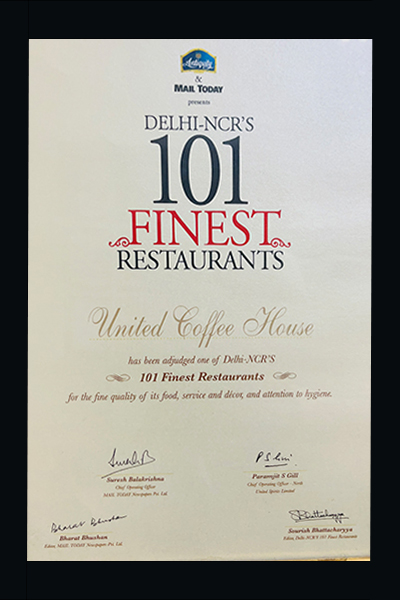 Antiquity
&
MAIL TODAY
presents
DELHI-NCR'S
101
FINEST
RESTAURANTS
United Coffee House
has been adjudged one of Delhi-NCR'S
101 Finest Restaurants
for the fine quality of its food, service and décor, and attention to hygiene.
Suresh B
Suresh Balakrishna
Chief Operating Officer
MAIL TODAY Newspapers Pvt. Ltd.
P S Gill
Paramjit S Gill
Chief Operating Officer - North
United Spirits Limited
Bharat Bhushan
Bharat Bhushan
Editor, MAIL TODAY Newspapers Pvt. Ltd.
SBhattacharyya
Sourish Bhattacharyya
Editor, Delhi NCR'S 101 Finest Restaurants